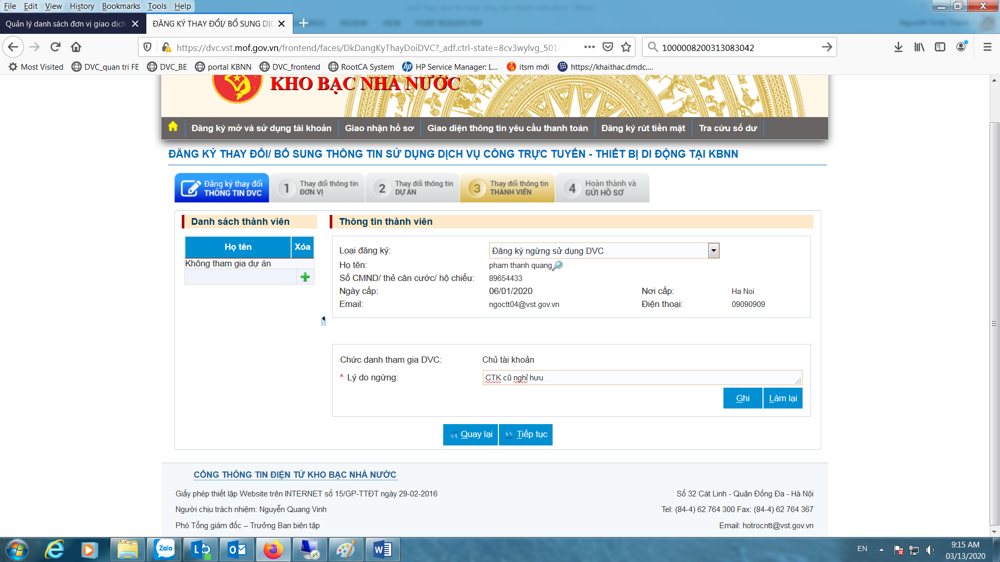 File Edit View History Bookmarks Tools Help
Quản lý danh sách đơn vị giao dịch
ĐĂNG KÝ THAY ĐỔI/ BỔ SUNG DỊC
https://dvc.vst.mof.gov.vn/frontend/faces/DkDangKyThayDoiDVC?_adf.ctrl-state=8cv3wylvg_501&
1000008200313083042
Most Visited DVC_quan tri FE DVC_BE portal KBNN DVC_frontend RootCA System HP Service Manager: L... itsm mới https://khaithac.dmdc....
KHO BẠC NHÀ NƯỚC
Đăng ký mở và sử dụng tài khoản Giao nhận hồ sơ Giao diện thông tin yêu cầu thanh toán Đăng ký rút tiền mặt Tra cứu số dư
ĐĂNG KÝ THAY ĐỔI/ BỔ SUNG THÔNG TIN SỬ DỤNG DỊCH VỤ CÔNG TRỰC TUYẾN - THIẾT BỊ DI ĐỘNG TẠI KBNN
Đăng ký thay đổi
THÔNG TIN DVC
1 Thay đổi thông tin
ĐƠN VỊ
2 Thay đổi thông tin
DỰ ÁN
3 Thay đổi thông tin
THÀNH VIÊN
4 Hoàn thành và
GỬI HỒ SƠ
Danh sách thành viên
Họ tên Xóa
Không tham gia dự án
Thông tin thành viên
Loại đăng ký: Đăng ký ngừng sử dụng DVC
Họ tên: pham thanh quang
Số CMND/ thẻ căn cước/ hộ chiếu: 89654433
Ngày cấp: 06/01/2020 Nơi cấp: Ha Noi
Email: ngoctt04@vst.gov.vn Điện thoại: 09090909
Chức danh tham gia DVC: Chủ tài khoản
* Lý do ngừng: CTK cũ nghỉ hưu
Ghi Làm lại
Quay lại Tiếp tục
CỔNG THÔNG TIN ĐIỆN TỬ KHO BẠC NHÀ NƯỚC
Giấy phép thiết lập Website trên INTERNET số 15/GP-TTĐT ngày 29-02-2016
Người chịu trách nhiệm: Nguyễn Quang Vinh
Phó Tổng giám đốc – Trưởng Ban biên tập
Số 32 Cát Linh - Quận Đống Đa - Hà Nội
Tel: (84-4) 62 764 300 Fax: (84-4) 62 764 367
Email: hotrocntt@vst.gov.vn
Zalo
EN
9:15 AM
03/13/2020